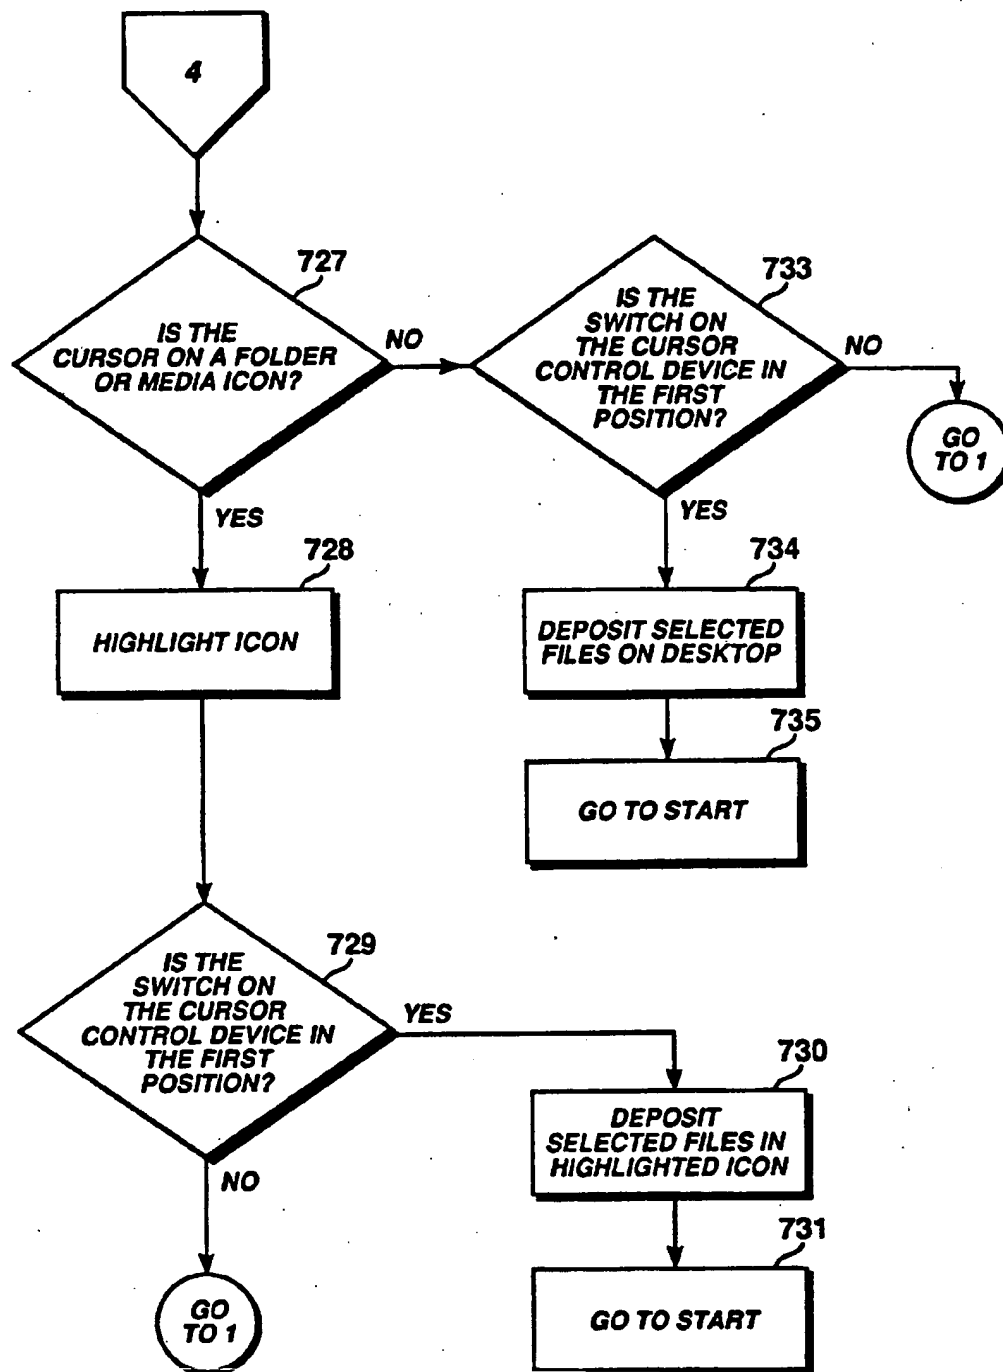 4
727
IS THE
CURSOR ON A FOLDER
OR MEDIA ICON?
NO
YES
733
IS THE
SWITCH ON
THE CURSOR
CONTROL DEVICE IN
THE FIRST
POSITION?
NO
GO
TO 1
YES
728
HIGHLIGHT ICON
734
DEPOSIT SELECTED
FILES ON DESKTOP
735
GO TO START
729
IS THE
SWITCH ON
THE CURSOR
CONTROL DEVICE IN
THE FIRST
POSITION?
YES
NO
730
DEPOSIT
SELECTED FILES IN
HIGHLIGHTED ICON
731
GO TO START
GO
TO 1